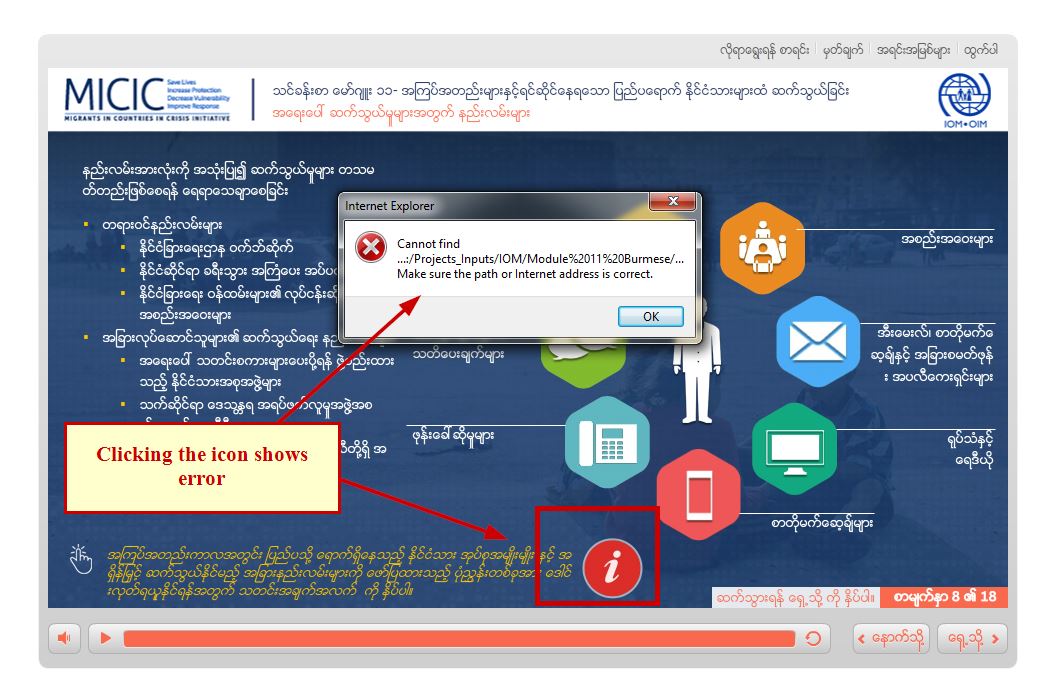 လိုရာရွေးရန် စာရင်း
မှတ်ချက်
အရင်းအမြစ်များ
ထွက်ပါ
MICIC
Save Lives
Increase Protection
Decrease Vulnerability
Improve Response
MIGRANTS IN COUNTRIES IN CRISIS INITIATIVE
သင်ခန်းစာ မော်ဂျူး ၁၁- အကြပ်အတည်းများနှင့်ရင်ဆိုင်နေရသော ပြည်ပရောက် နိုင်ငံသားများထံ ဆက်သွယ်ခြင်း
အရေးပေါ် ဆက်သွယ်မှုများအတွက် နည်းလမ်းများ
IOM•OIM
နည်းလမ်းအားလုံးကို အသုံးပြု၍ ဆက်သွယ်မှုများ တသမ
တ်တည်းဖြစ်စေရန် ရေရာသေချာစေခြင်း
တရားဝင်နည်းလမ်းများ
နိုင်ငံခြားရေးဌာန ဝက်ဘ်ဆိုက်
နိုင်ငံဆိုင်ရာ ခရီးသွား အကြံပေး
နိုင်ငံခြားရေး ဝန်ထမ်းများ၏
အစည်းအဝေးများ
အခြားလုပ်ဆောင်သူများ၏ ဆက်သွယ်ရေး
အရေးပေါ် သတင်းစကားများပေးပို့ရန် ဖွဲ့စည်းထား
သည့် နိုင်ငံသားအစုအဖွဲ့များ
သက်ဆိုင်ရာ ဒေသန္တရ အရပ်ဖက်လူမှုအဖွဲ့အစ
Internet Explorer
Cannot find
...:/Projects_Inputs/IOM/Module%2011%20Burmese/...
Make sure the path or Internet address is correct.
OK
အစည်းအဝေးများ
အီးမေးလ်၊ စာတိုမက်ဆေ
့ခ်ျနှင့် အခြားစမတ်ဖုန်
း အပလီကေးရှင်းများ
သတိပေးချက်များ
ဖုန်းခေါ်ဆိုမှုများ
ရုပ်သံနှင့်
ရေဒီယို
စာတိုမက်ဆေ့ခ်ျများ
Clicking the icon shows
error
အကြပ်အတည်းကာလအတွင်း ပြည်ပသို့ ရောက်ရှိနေသည့် နိုင်ငံသား အုပ်စုအမျိုးမျိုး နှင့် အ
ချိန်မြှင့် ဆက်သွယ်နိုင်မည့် အခြားနည်းလမ်းများကို ဖော်ပြထားသည့် ပုံညွှန်းတစ်ခုအား ဒေါင်
းလုတ်ရယူနိုင်ရန်အတွက် သတင်းအချက်အလက် ကို နှိပ်ပါ။
i
ဆက်သွားရန် ရှေ့သို့ ကို နှိပ်ပါ။
စာမျက်နှာ 8 ၏ 18
နောက်သို့
ရှေ့သို့